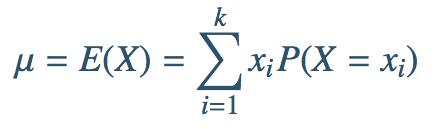 μ = E(X) = ∑_{i=1}^{k} x_i P(X = x_i)